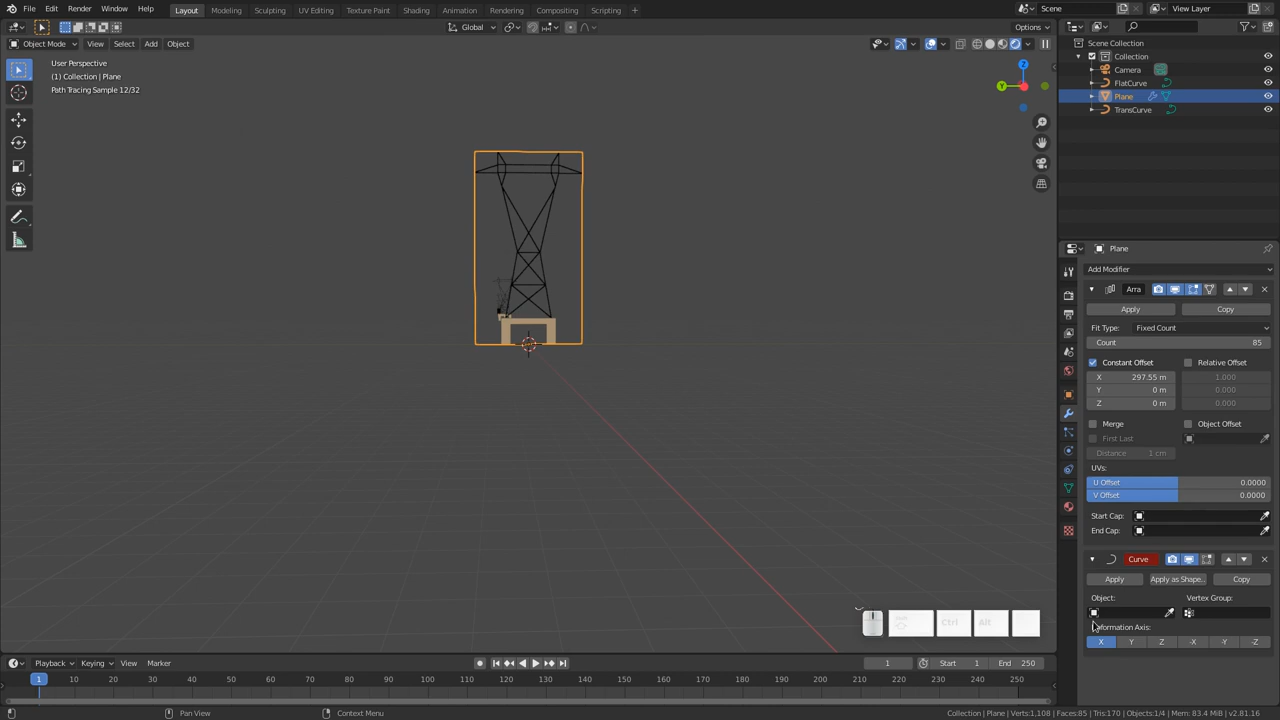 File Edit Render Window Help Layout Modeling Sculpting UV Editing Texture Paint Shading Animation Rendering Compositing Scripting + Scene View Layer
Global Options
Object Mode View Select Add Object
User Perspective
(1) Collection | Plane
Path Tracing Sample 12/32
Z
Y
Scene Collection
Collection
Camera
FlatCurve
Plane
TransCurve
Plane
Add Modifier
Arra
Apply Copy
Fit Type: Fixed Count
Count 85
Constant Offset Relative Offset
X 297.55 m 1.000
Y 0 m 0.000
Z 0 m 0.000
Merge Object Offset
First Last
Distance 1 cm
UVs:
U Offset 0.0000
V Offset 0.0000
Start Cap:
End Cap:
Curve
Apply Apply as Shape.. Copy
Object: Vertex Group:
formation Axis:
X Y Z -X -Y -Z
Ctrl Alt
Playback Keying View Marker 1 Start 1 End 250
1 10 20 30 40 50 60 70 80 90 100 110 120 130 140 150 160 170 180 190 200 210 220 230 240 250
Select Pan View Context Menu Collection | Plane | Verts:1,108 | Faces:85 | Tris:170 | Objects:1/4 | Mem: 83.4 MiB | v2.81.16